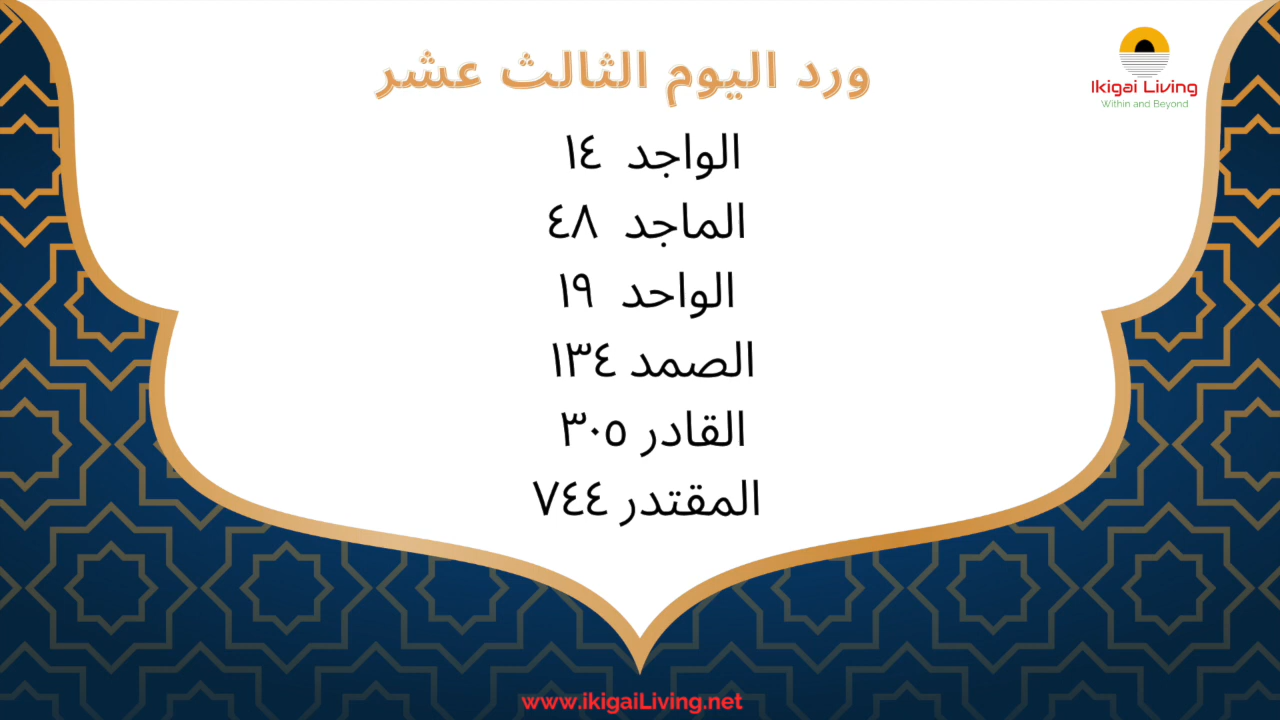 ورد اليوم الثالث عشر
Ikigai Living
Within and Beyond
الواجد ١٤
الماجد ٤٨
الواحد ١٩
الصمد ١٣٤
القادر ٣٠٥
المقتدر ٧٤٤
www.ikigaiLiving.net